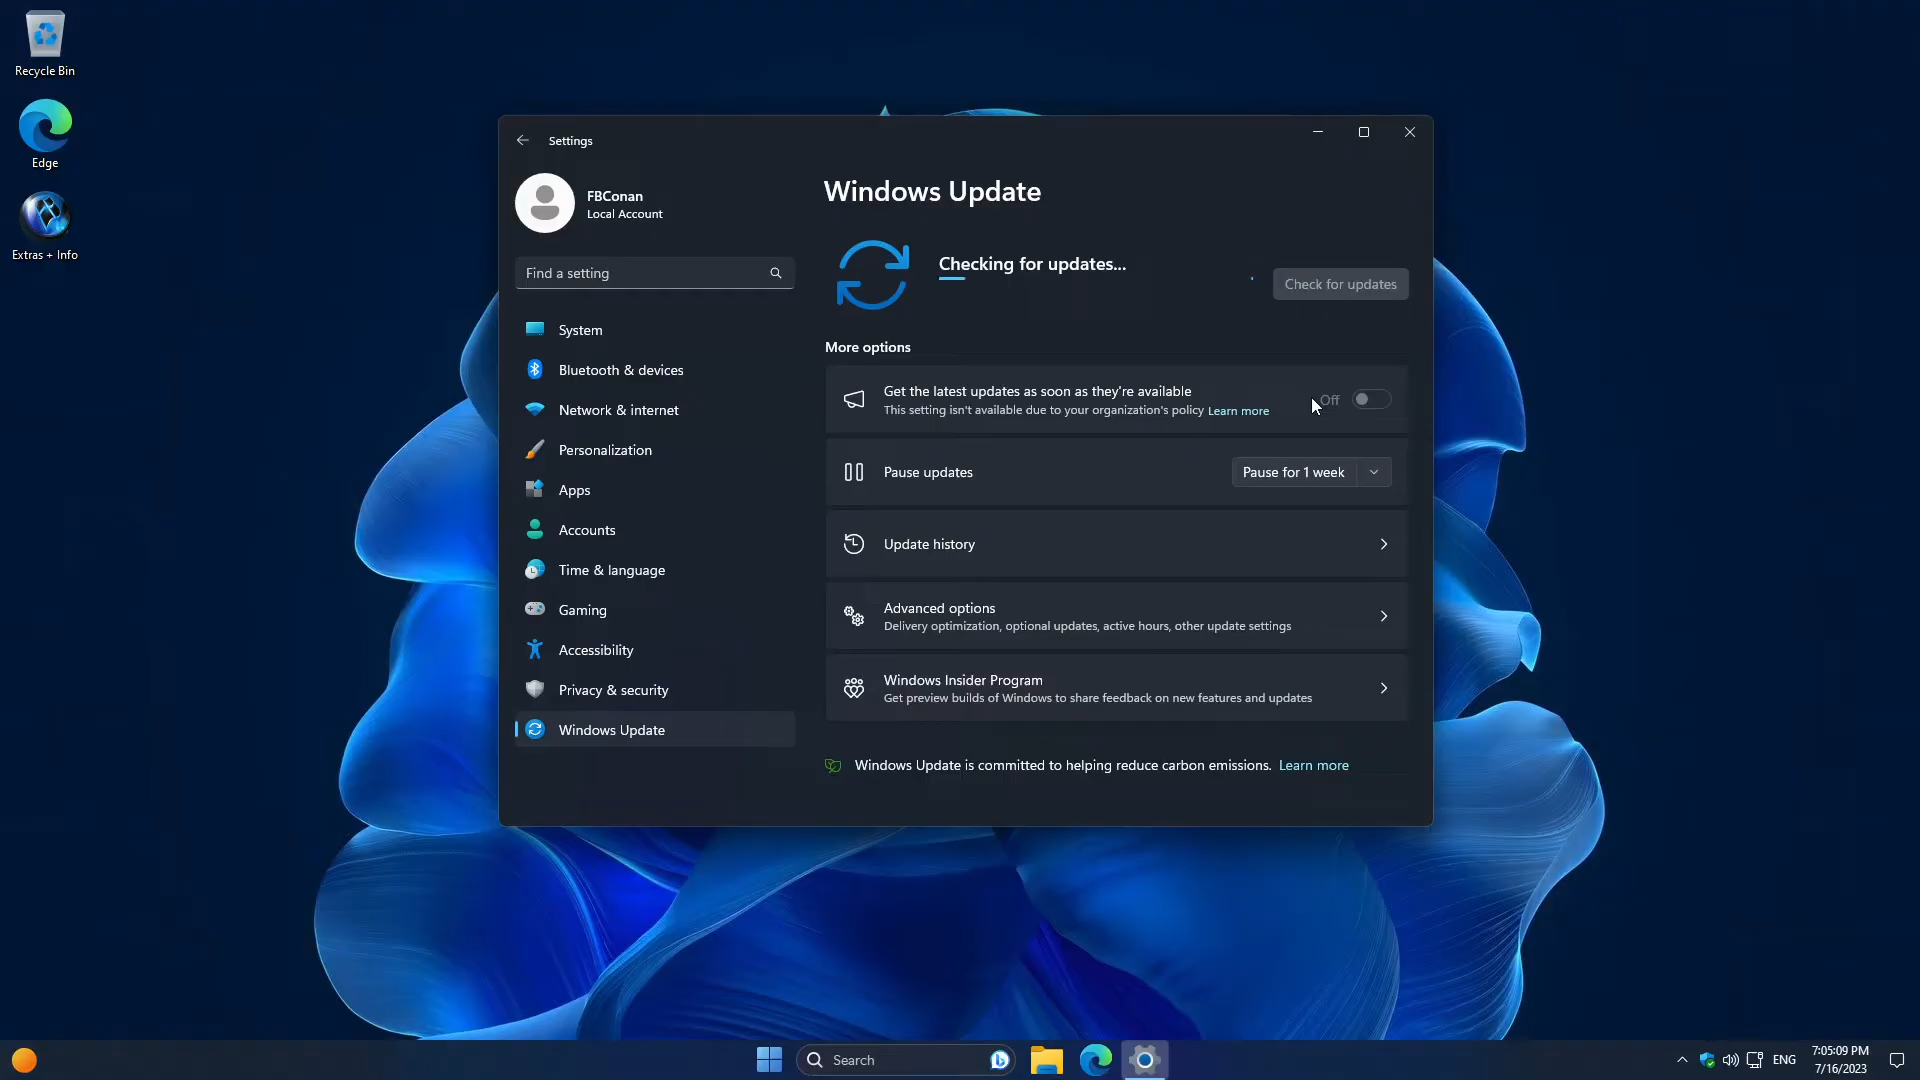 Recycle Bin
Edge
Extras + Info
Settings
FBConan
Local Account
Find a setting
System
Bluetooth & devices
Network & internet
Personalization
Apps
Accounts
Time & language
Gaming
Accessibility
Privacy & security
Windows Update
Windows Update
Checking for updates...
Check for updates
More options
Get the latest updates as soon as they're available
This setting isn't available due to your organization's policy Learn more
Off
Pause updates
Pause for 1 week
Update history
Advanced options
Delivery optimization, optional updates, active hours, other update settings
Windows Insider Program
Get preview builds of Windows to share feedback on new features and updates
Windows Update is committed to helping reduce carbon emissions. Learn more
Search
ENG
7:05:09 PM
7/16/2023